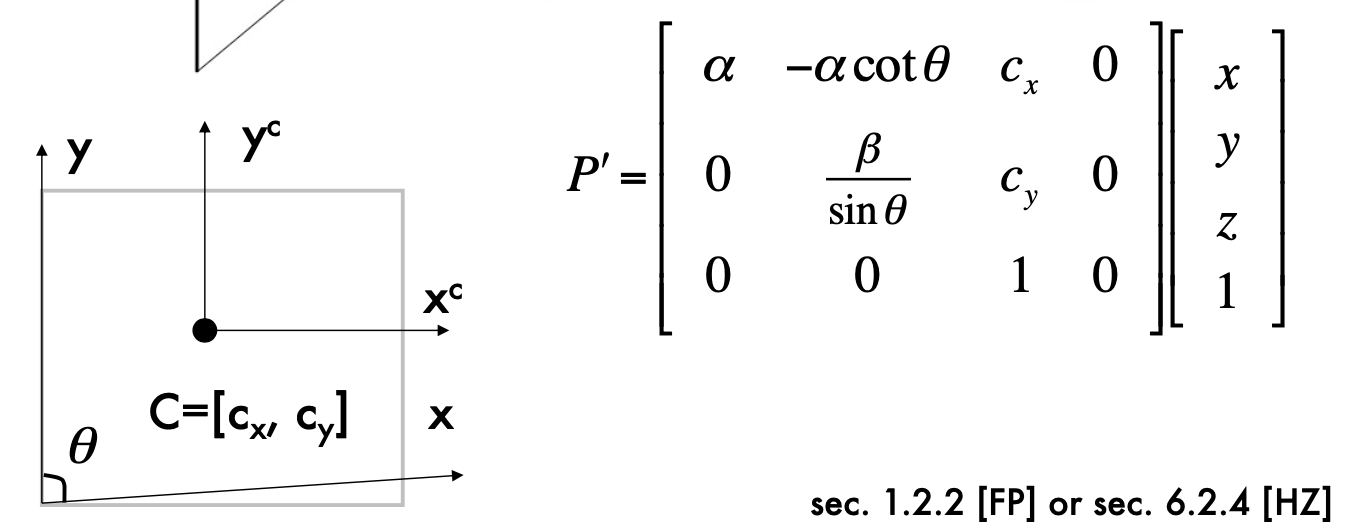 y
y^c
x^c
C=[c_x, c_y]
x
θ
P' = [ α −α cot θ c_x 0 ] [ x ]
[ 0 β/sin θ c_y 0 ] [ y ]
[ 0 0 1 0 ] [ z ]
[ 1 ]
sec. 1.2.2 [FP] or sec. 6.2.4 [HZ]